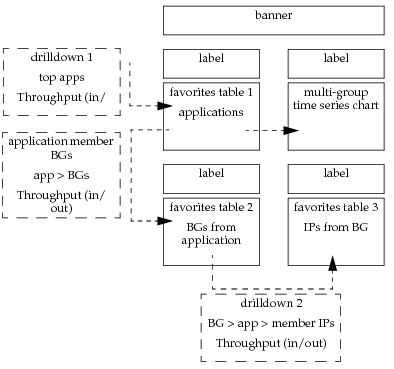 banner
drilldown 1
top apps
Throughput (in/
label
label
favorites table 1
applications
multi-group
time series chart
application member
BGs
app > BGs
Throughput (in/
out)
label
label
favorites table 2
BGs from
application
favorites table 3
IPs from BG
drilldown 2
BG > app > member IPs
Throughput (in/out)